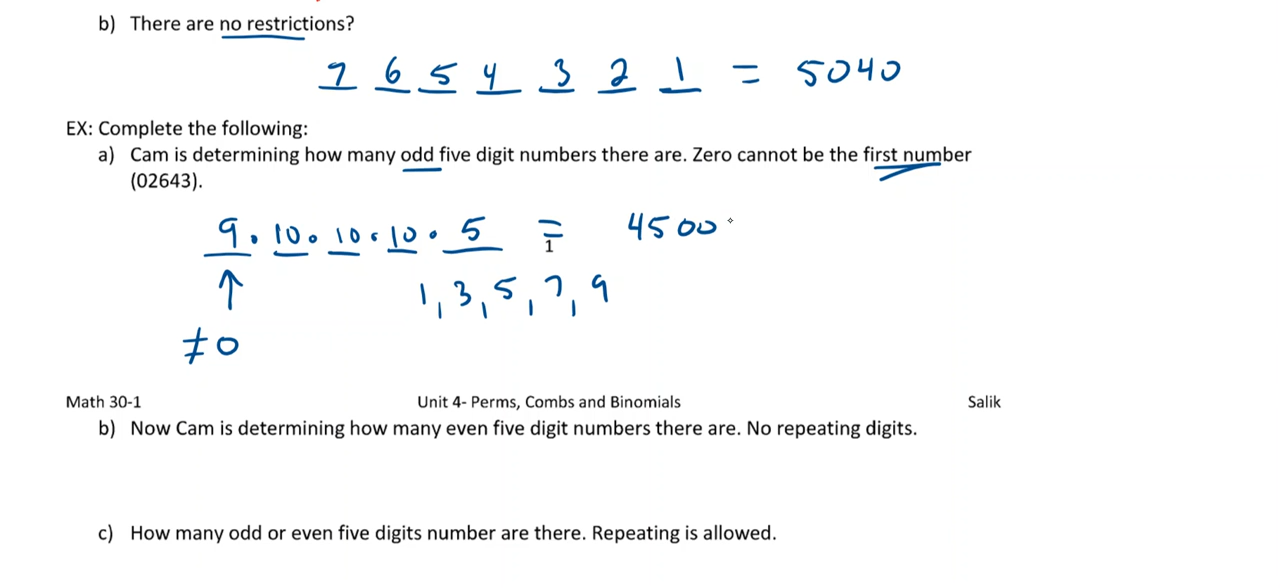 b) There are no restrictions?
7 6 5 4 3 2 1 = 5040
EX: Complete the following:
a) Cam is determining how many odd five digit numbers there are. Zero cannot be the first number
(02643).
9 . 10 . 10 . 10 . 5 = 4500
1, 3, 5, 7, 9
≠0
Math 30-1 Unit 4- Perms, Combs and Binomials Salik
b) Now Cam is determining how many even five digit numbers there are. No repeating digits.
c) How many odd or even five digits number are there. Repeating is allowed.